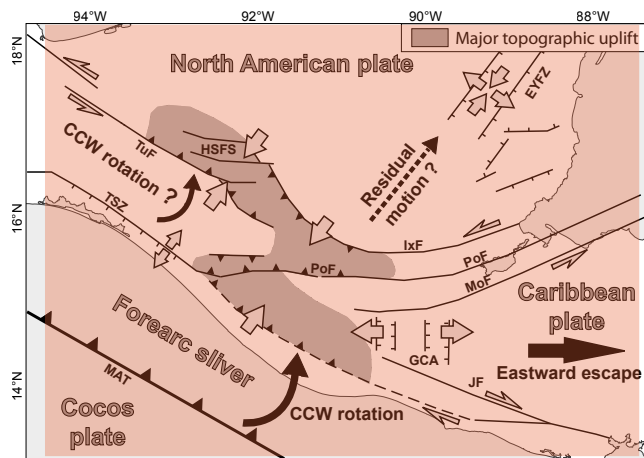 94°W
92°W
90°W
88°W
18°N
16°N
14°N
Major topographic uplift
North American plate
EYFZ
HSFS
TuF
CCW rotation ?
TSZ
Residual
motion ?
IxF
PoF
PoF
MoF
Caribbean
plate
Forearc sliver
GCA
Eastward escape
JF
MAT
CCW rotation
Cocos
plate